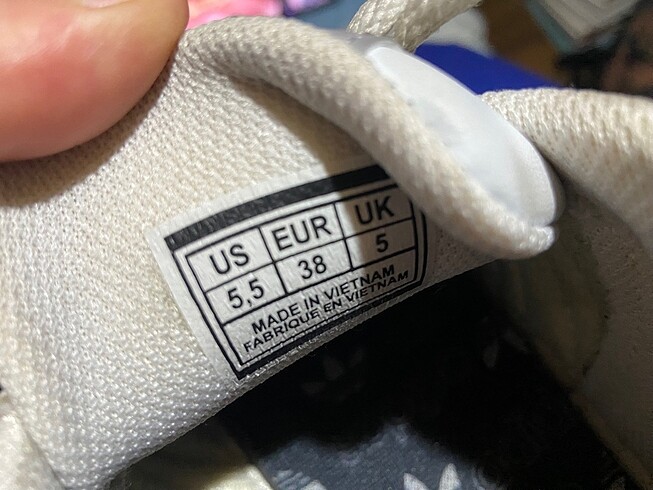 US EUR UK
5,5 38 5
MADE IN VIETNAM
FABRIQUE EN VIETNAM